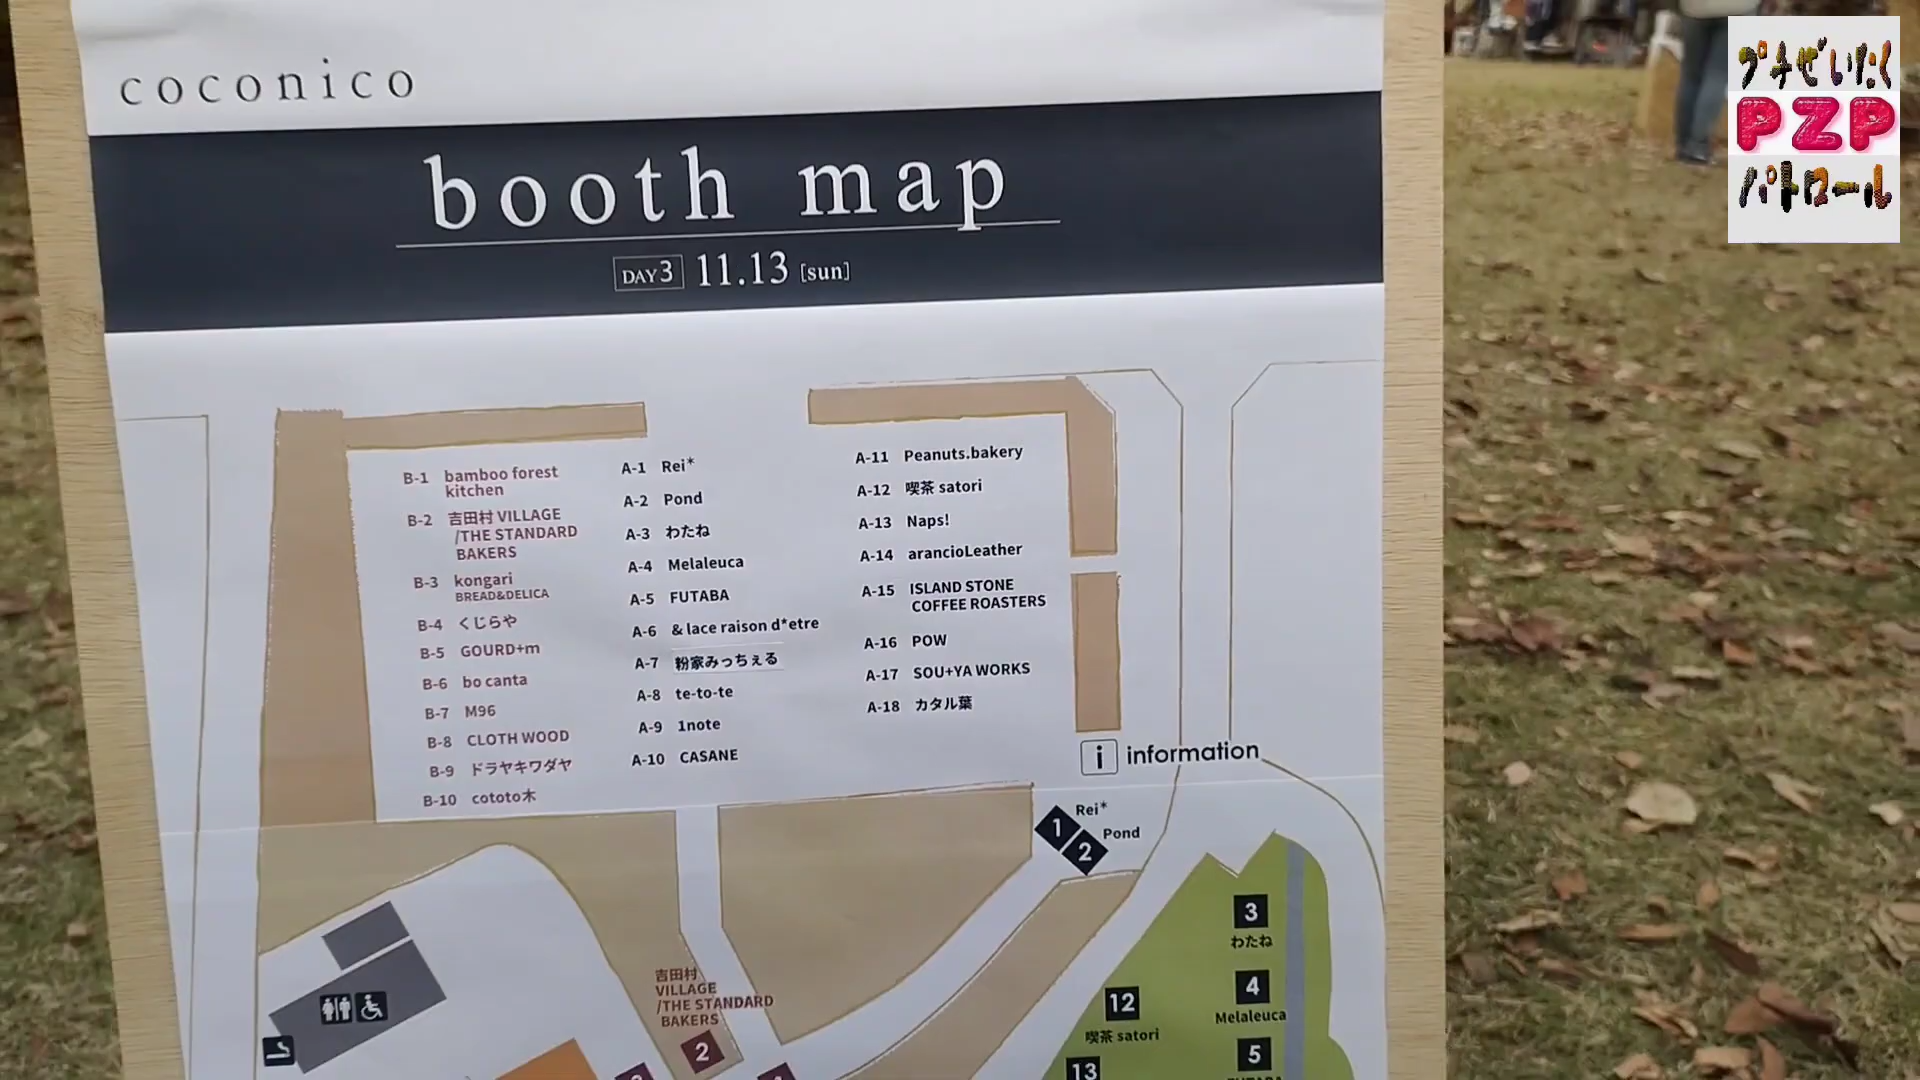 coconico
booth map
DAY3 11.13 [sun]
プチぜいたく
PZP
パトロール
B-1 bamboo forest
kitchen
B-2 吉田村 VILLAGE
/THE STANDARD
BAKERS
B-3 kongari
BREAD&DELICA
B-4 くじらや
B-5 GOURD+m
B-6 bo canta
B-7 M96
B-8 CLOTH WOOD
B-9 ドラヤキワダヤ
B-10 cototo木
A-1 Rei*
A-2 Pond
A-3 わたね
A-4 Melaleuca
A-5 FUTABA
A-6 & lace raison d*etre
A-7 粉家みっちぇる
A-8 te-to-te
A-9 1note
A-10 CASANE
A-11 Peanuts.bakery
A-12 喫茶 satori
A-13 Naps!
A-14 arancioLeather
A-15 ISLAND STONE
COFFEE ROASTERS
A-16 POW
A-17 SOU+YA WORKS
A-18 カタル葉
i information
1 Rei*
2 Pond
3
わたね
4
Melaleuca
5
12
喫茶 satori
13
吉田村
VILLAGE
/THE STANDARD
BAKERS
2